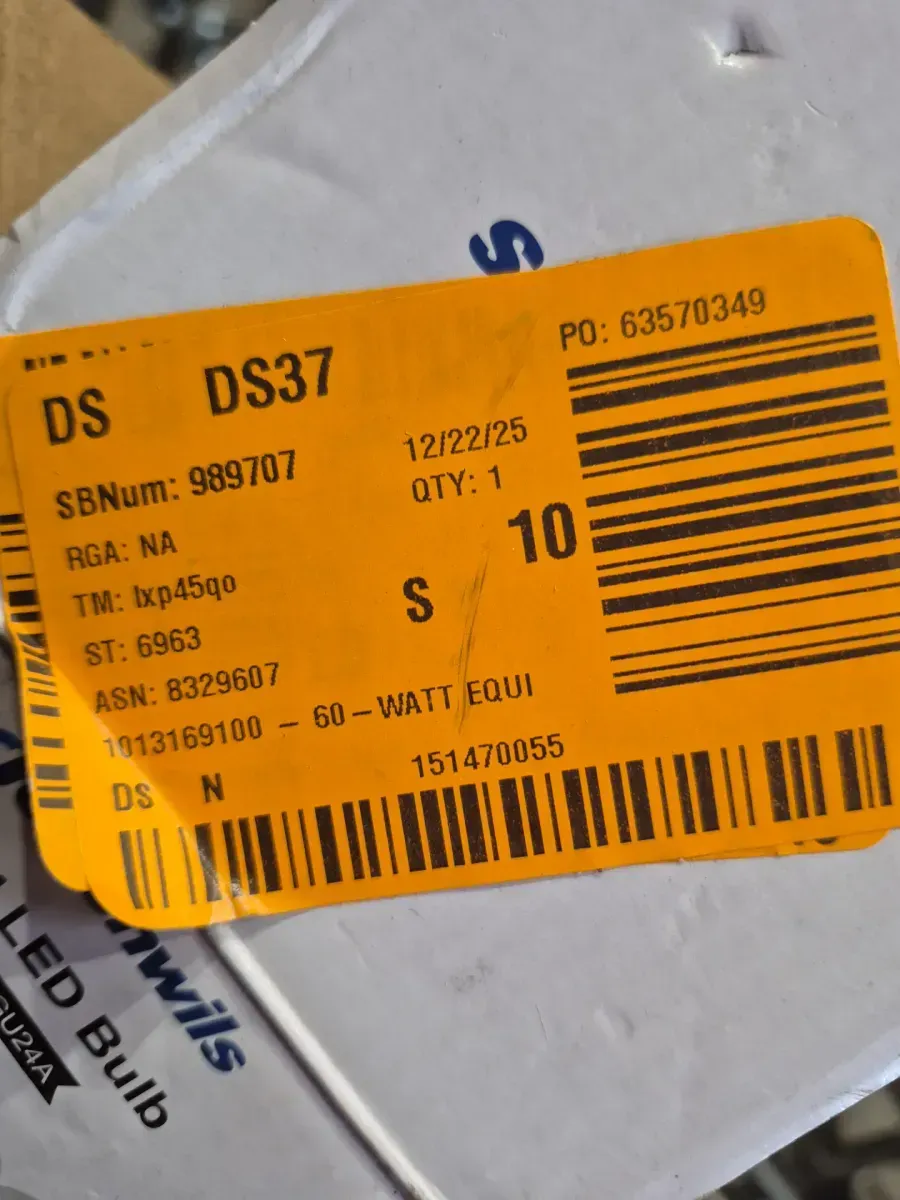 s
PO: 63570349
DS DS37
12/22/25
SBNum: 989707
QTY: 1
10
RGA: NA
TM: lxp45qo
S
ST: 6963
ASN: 8329607
1013169100 - 60-WATT EQUI
151470055
DS N
nwils
LED Bulb
GU24A